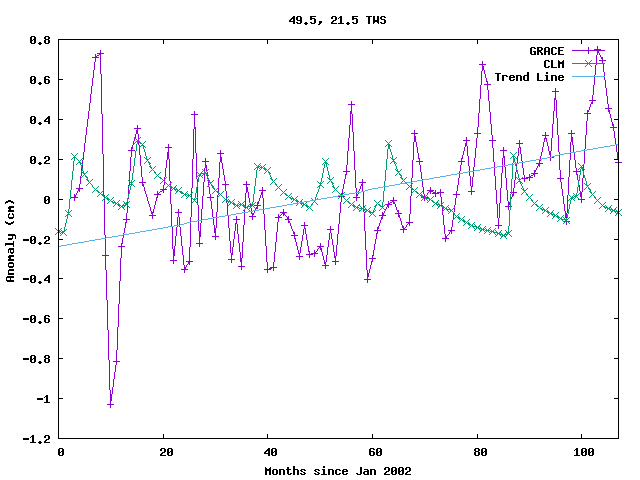 49.5, 21.5 TWS
GRACE
CLM
Trend Line
0.8
0.6
0.4
0.2
0
-0.2
-0.4
-0.6
-0.8
-1
-1.2
Anomaly (cm)
0 20 40 60 80 100
Months since Jan 2002